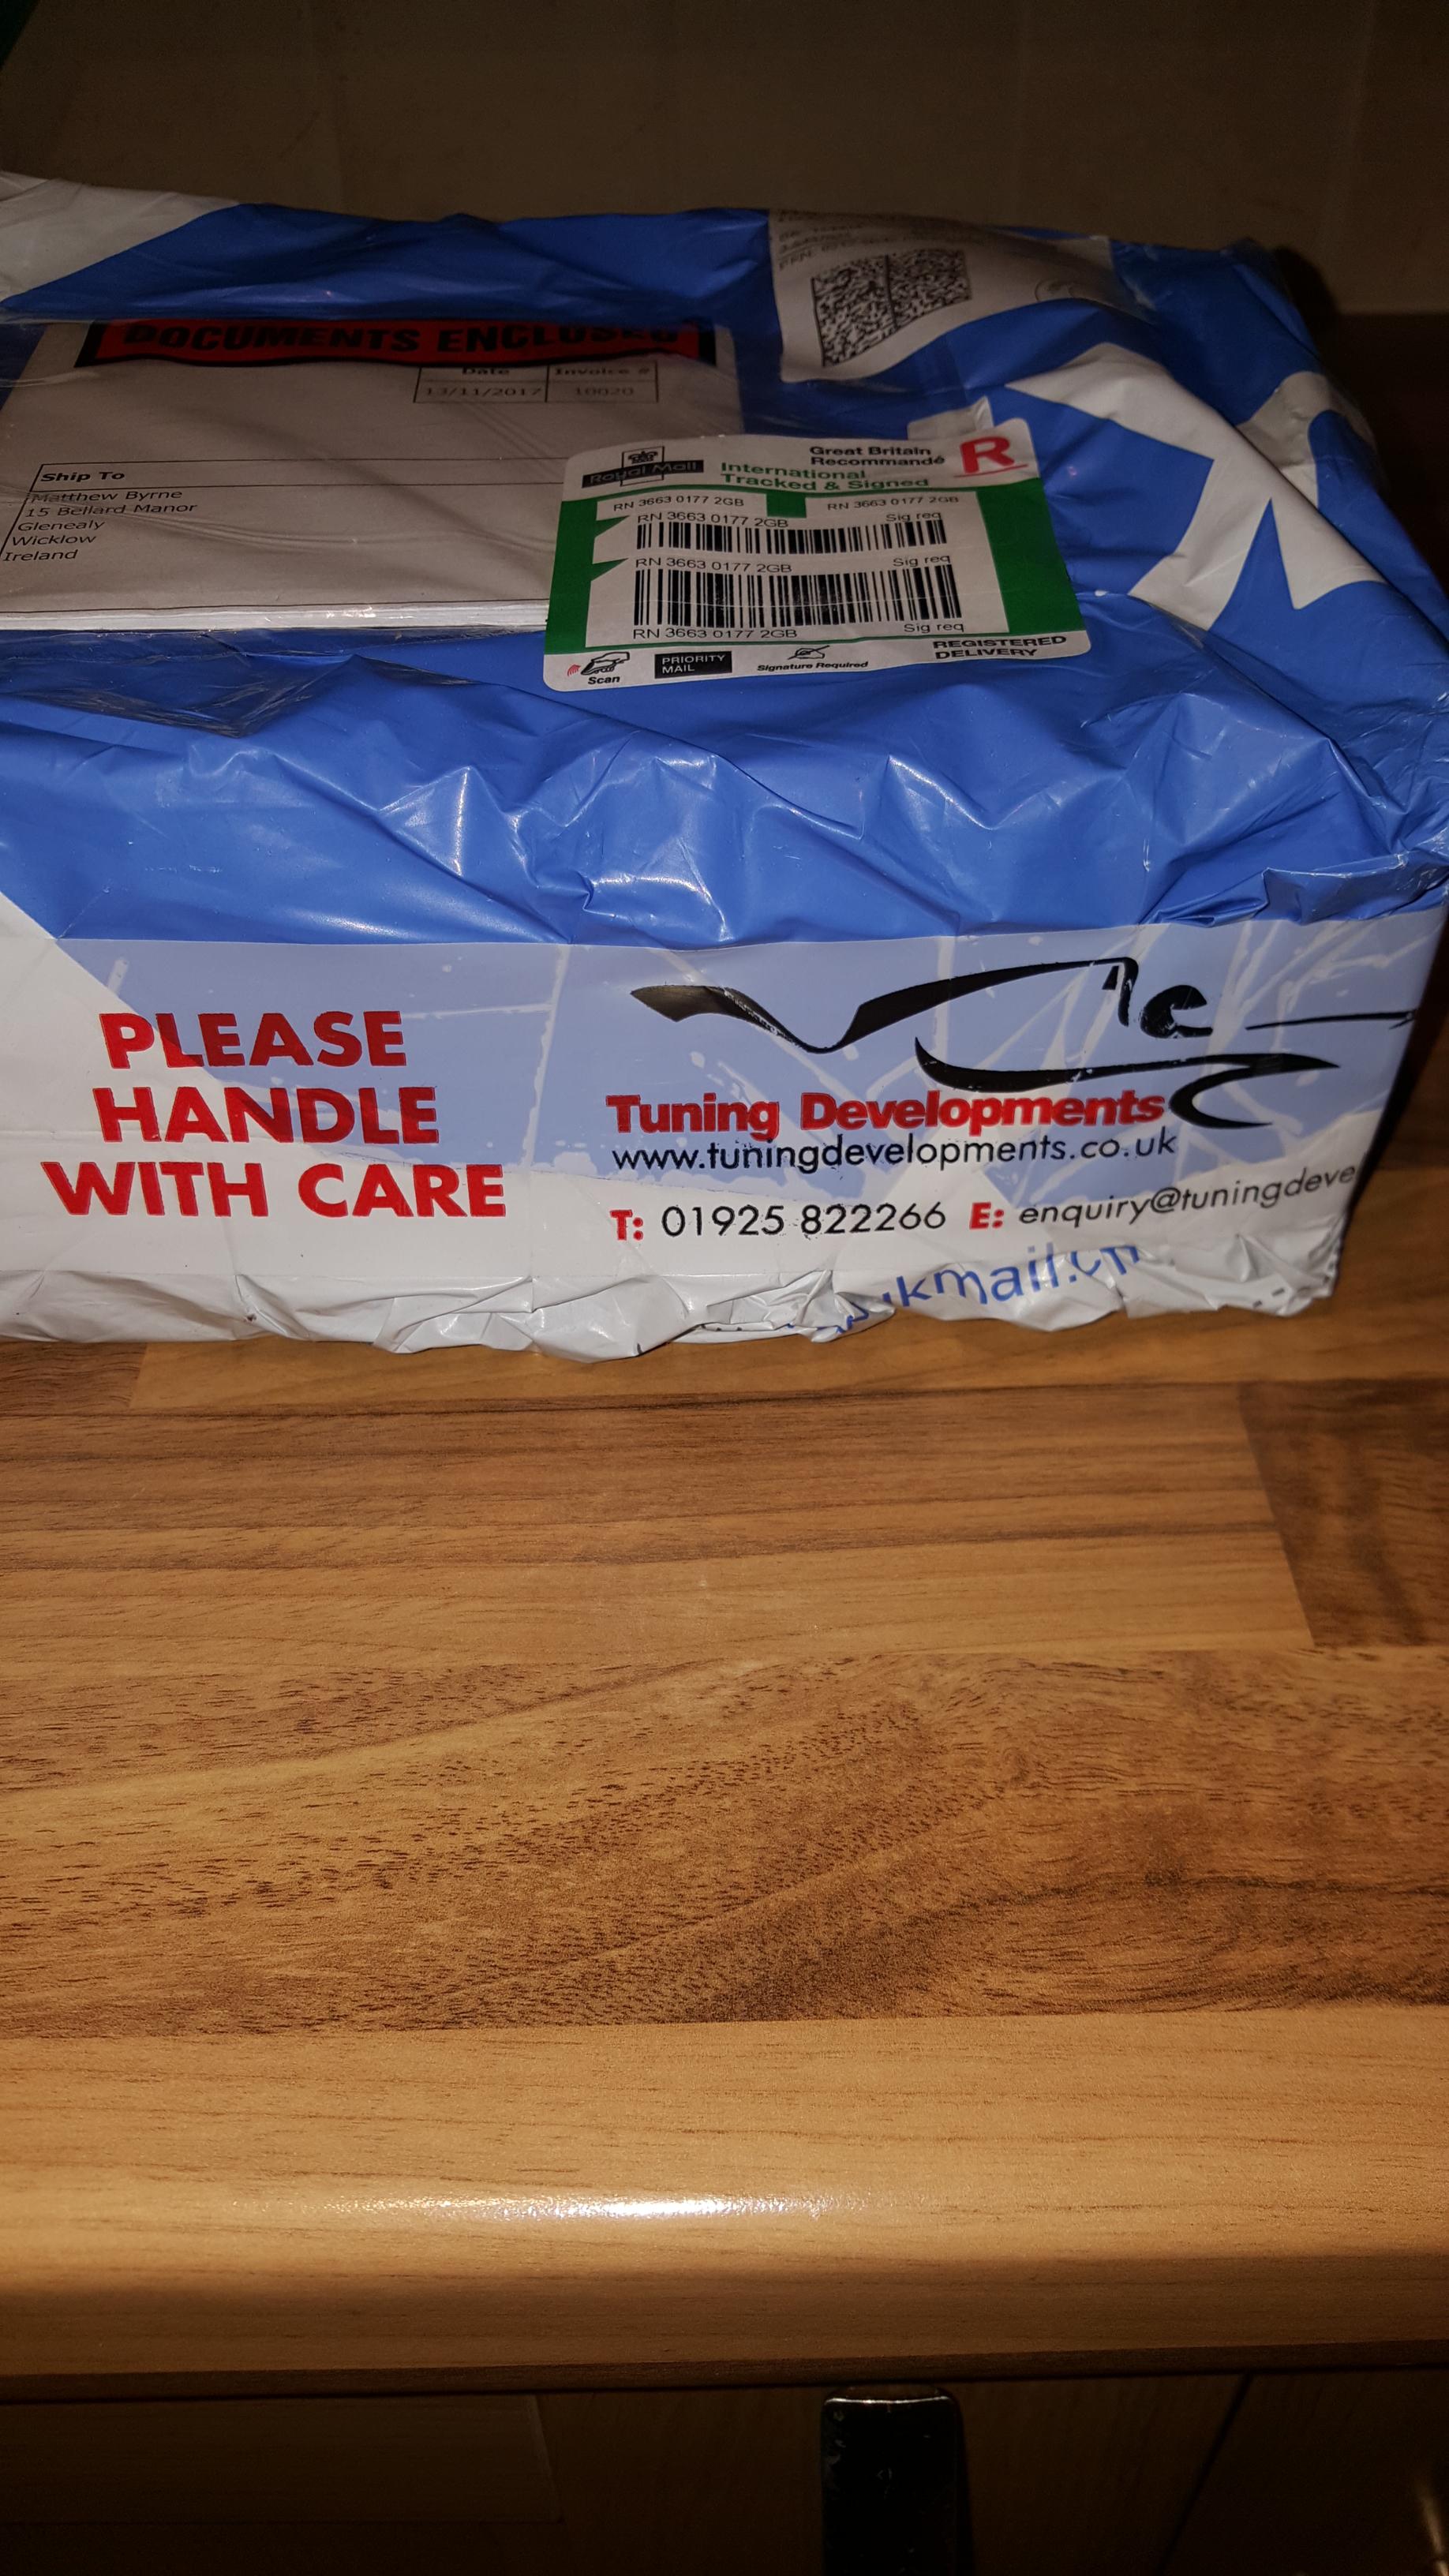 DOCUMENTS ENCLOSED
Date Invoice #
13/11/2017 10020
Ship To
Matthew Byrne
15 Bellard Manor
Glenealy
Wicklow
Ireland
Royal Mail
Great Britain
Recommandé
R
International
Tracked & Signed
RN 3663 0177 2GB RN 3663 0177 2GB
RN 3663 0177 2GB Sig req
RN 3663 0177 2GB Sig req
RN 3663 0177 2GB Sig req
Scan
PRIORITY
MAIL
Signature Required
REGISTERED
DELIVERY
PLEASE
HANDLE
WITH CARE
Tuning Developments
www.tuningdevelopments.co.uk
T: 01925 822266 E: enquiry@tuningdeve
kmail.c